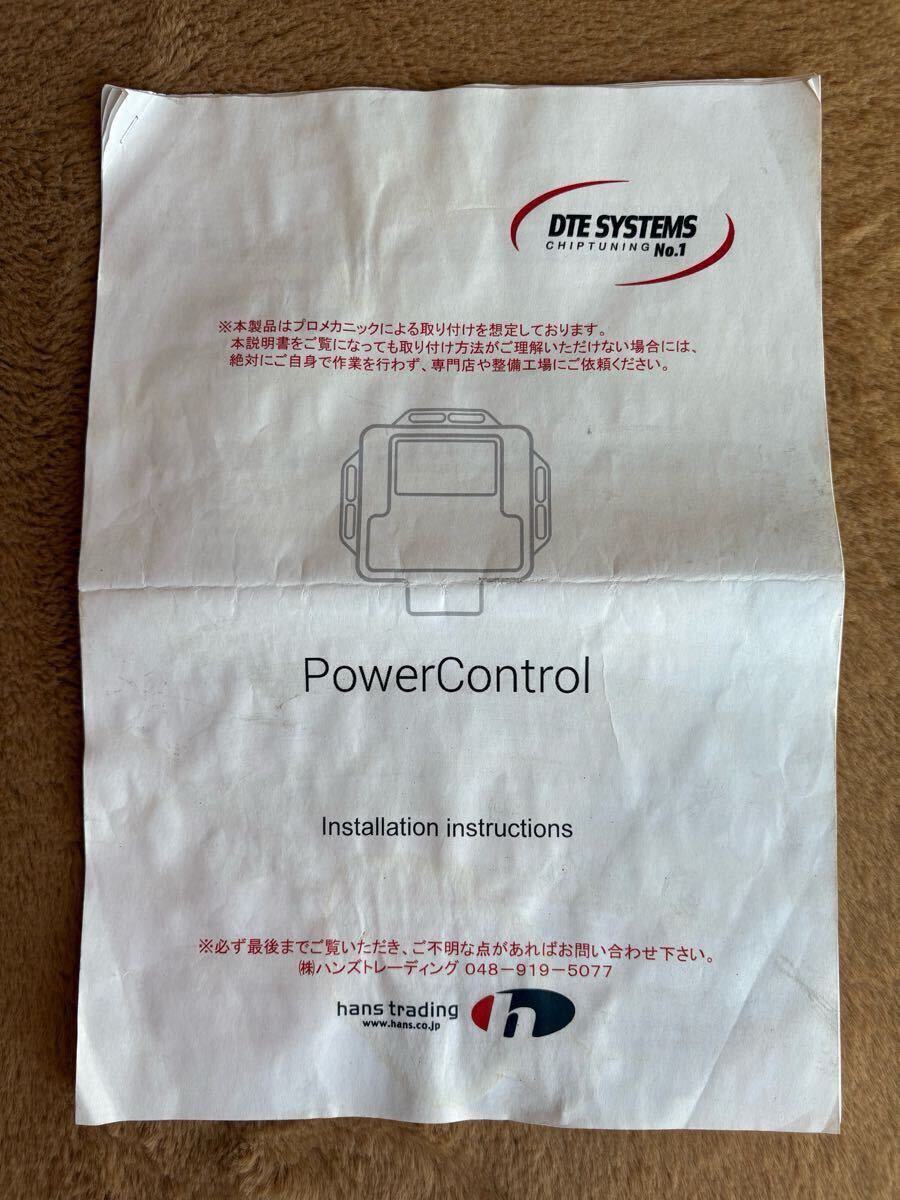 DTE SYSTEMS
CHIPTUNING No.1
※本製品はプロメカニックによる取り付けを想定しております。
本説明書をご覧になっても取り付け方法がご理解いただけない場合には、
絶対にご自身で作業を行わず、専門店や整備工場にご依頼ください。
PowerControl
Installation instructions
※必ず最後までご覧いただき、ご不明な点があればお問い合わせ下さい。
㈱ハンズトレーディング 048－919－5077
hans trading
www.hans.co.jp
h